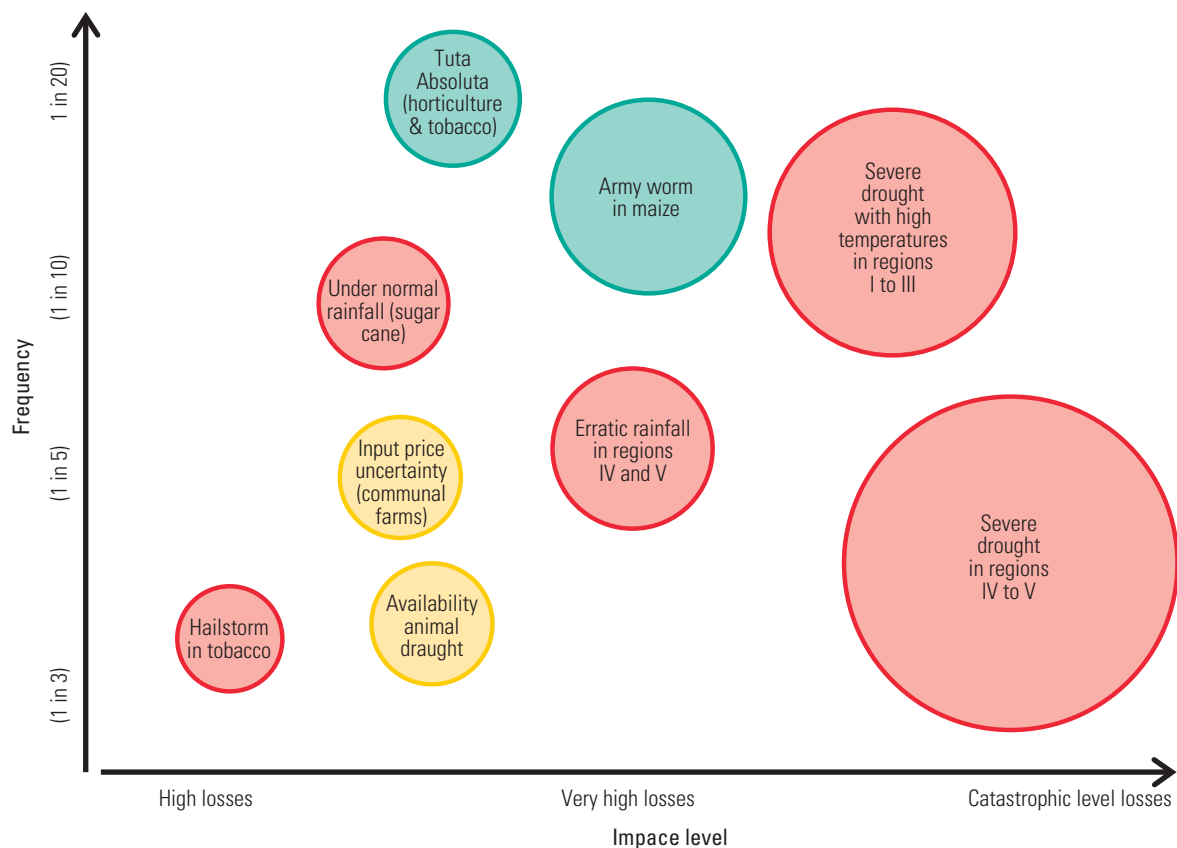 Frequency
1 in 20
(1 in 10)
(1 in 5)
(1 in 3)
Tuta
Absoluta
(horticulture
& tobacco)
Army worm
in maize
Severe
drought
with high
temperatures
in regions
I to III
Under normal
rainfall (sugar
cane)
Input price
uncertainty
(communal
farms)
Erratic rainfall
in regions
IV and V
Severe
drought
in regions
IV to V
Hailstorm
in tobacco
Availability
animal
draught
High losses
Very high losses
Catastrophic level losses
Impace level